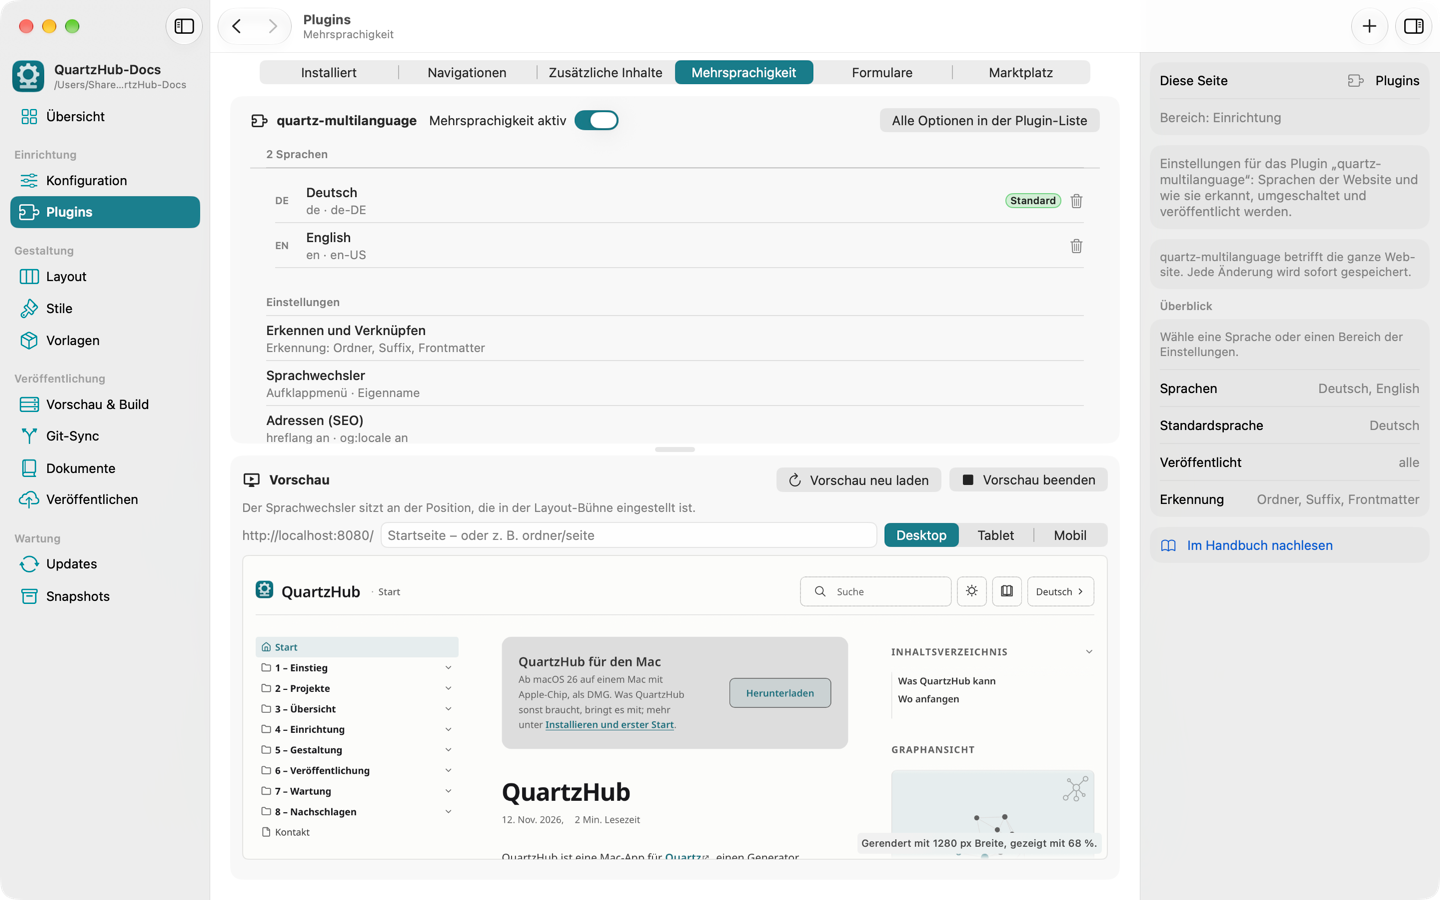 Plugins
Mehrsprachigkeit
QuartzHub-Docs
/Users/Share...rtzHub-Docs
Übersicht
Einrichtung
Konfiguration
Plugins
Gestaltung
Layout
Stile
Vorlagen
Veröffentlichung
Vorschau & Build
Git-Sync
Dokumente
Veröffentlichen
Wartung
Updates
Snapshots
Installiert
Navigationen
Zusätzliche Inhalte
Mehrsprachigkeit
Formulare
Marktplatz
quartz-multilanguage
Mehrsprachigkeit aktiv
Alle Optionen in der Plugin-Liste
2 Sprachen
DE
Deutsch
de · de-DE
Standard
EN
English
en · en-US
Einstellungen
Erkennen und Verknüpfen
Erkennung: Ordner, Suffix, Frontmatter
Sprachwechsler
Aufklappmenü · Eigenname
Adressen (SEO)
hreflang an · og:locale an
Vorschau
Vorschau neu laden
Vorschau beenden
Der Sprachwechsler sitzt an der Position, die in der Layout-Bühne eingestellt ist.
http://localhost:8080/
Startseite – oder z. B. ordner/seite
Desktop
Tablet
Mobil
QuartzHub
· Start
Suche
Deutsch
Start
1 – Einstieg
2 – Projekte
3 – Übersicht
4 – Einrichtung
5 – Gestaltung
6 – Veröffentlichung
7 – Wartung
8 – Nachschlagen
Kontakt
QuartzHub für den Mac
Ab macOS 26 auf einem Mac mit
Apple-Chip, als DMG. Was QuartzHub
sonst braucht, bringt es mit; mehr
unter Installieren und erster Start.
Herunterladen
QuartzHub
12. Nov. 2026, 2 Min. Lesezeit
QuartzHub ist eine Mac-App für Quartz, einen Generator
INHALTSVERZEICHNIS
Was QuartzHub kann
Wo anfangen
GRAPHANSICHT
Gerendert mit 1280 px Breite, gezeigt mit 68 %.
Diese Seite
Plugins
Bereich: Einrichtung
Einstellungen für das Plugin „quartz-
multilanguage“: Sprachen der Website und
wie sie erkannt, umgeschaltet und
veröffentlicht werden.
quartz-multilanguage betrifft die ganze Web-
site. Jede Änderung wird sofort gespeichert.
Überblick
Wähle eine Sprache oder einen Bereich der
Einstellungen.
Sprachen
Deutsch, English
Standardsprache
Deutsch
Veröffentlicht
alle
Erkennung
Ordner, Suffix, Frontmatter
Im Handbuch nachlesen